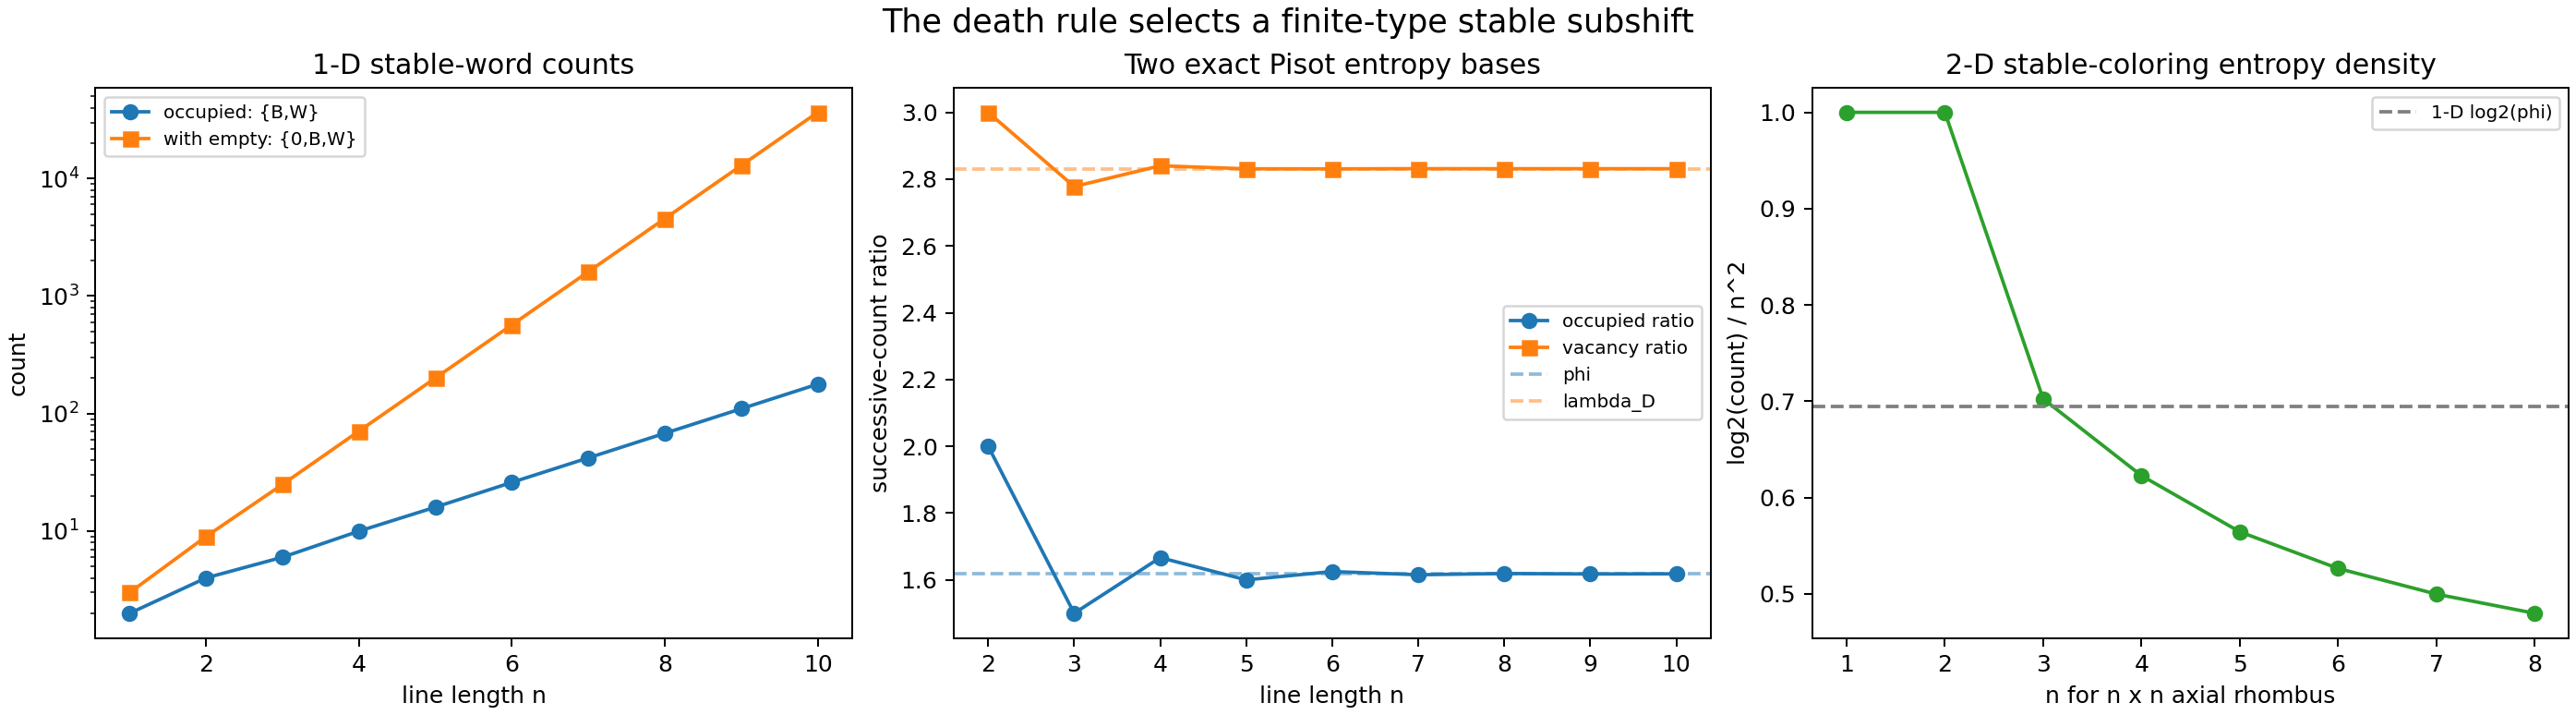 The death rule selects a finite-type stable subshift
1-D stable-word counts
count
10^4
10^3
10^2
10^1
occupied: {B,W}
with empty: {0,B,W}
2 4 6 8 10
line length n
Two exact Pisot entropy bases
successive-count ratio
3.0
2.8
2.6
2.4
2.2
2.0
1.8
1.6
occupied ratio
vacancy ratio
phi
lambda_D
2 3 4 5 6 7 8 9 10
line length n
2-D stable-coloring entropy density
log2(count) / n^2
1.0
0.9
0.8
0.7
0.6
0.5
1-D log2(phi)
1 2 3 4 5 6 7 8
n for n x n axial rhombus